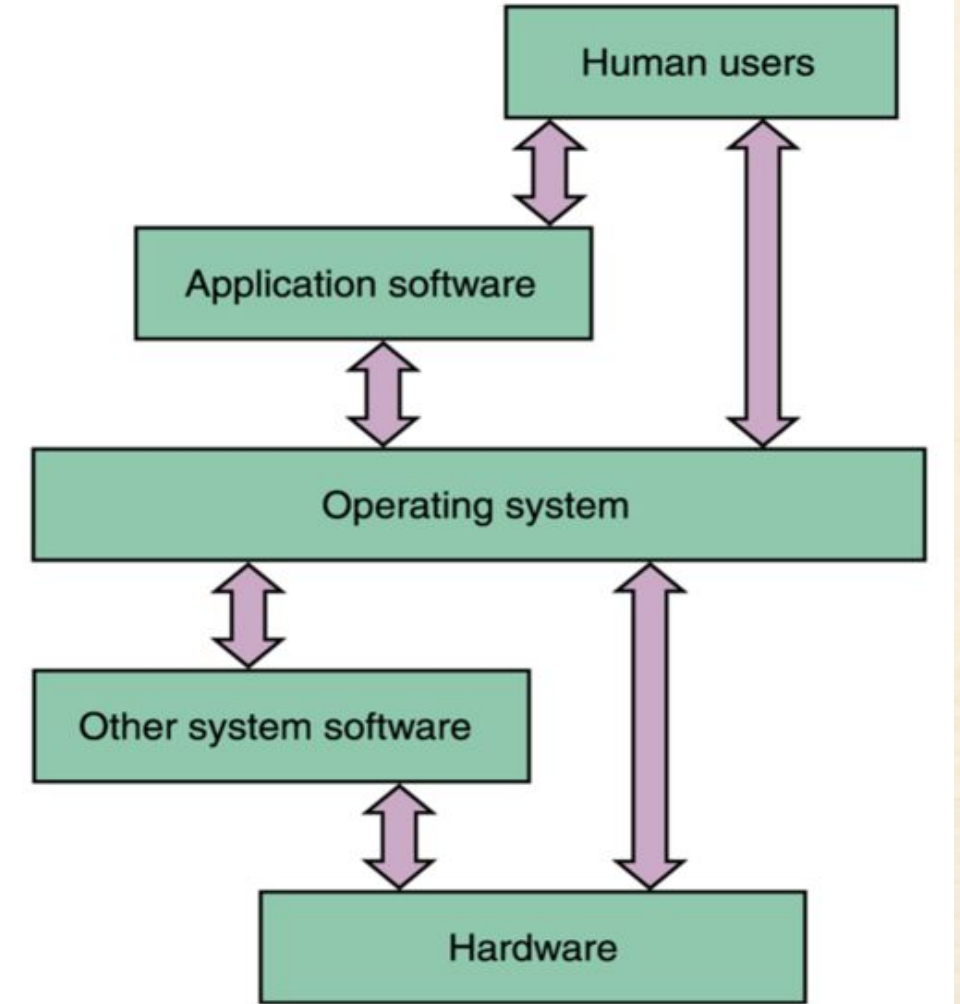 Human users
Application software
Operating system
Other system software
Hardware